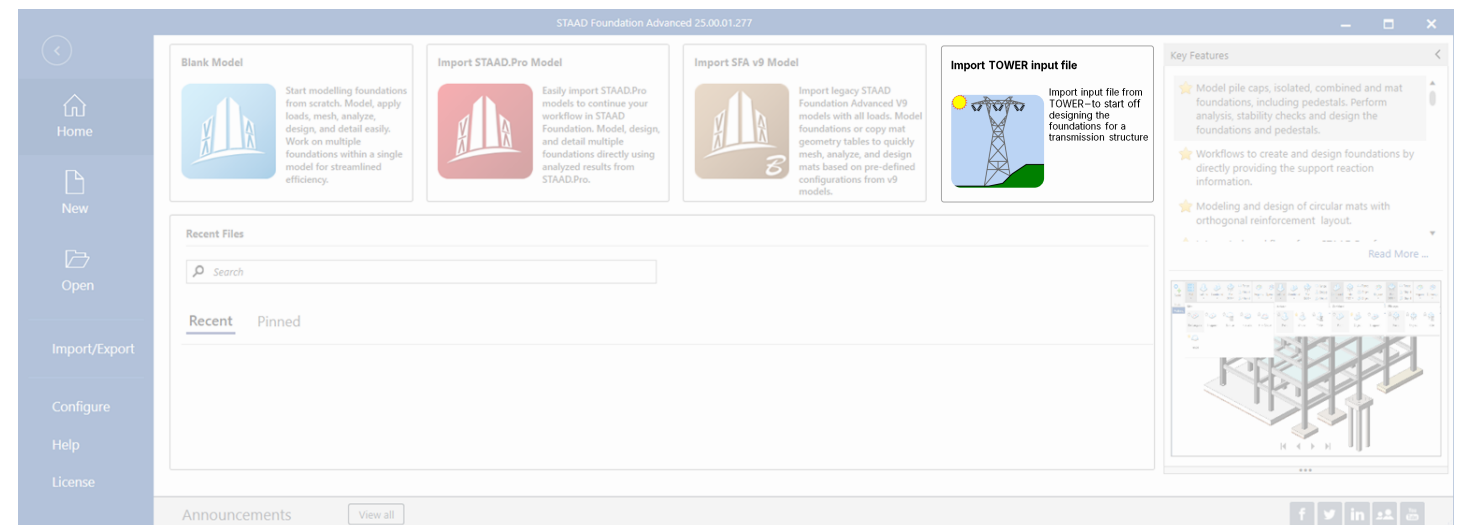 STAAD Foundation Advanced 25.00.01.277
Home
New
Open
Import/Export
Configure
Help
License
Blank Model
Start modelling foundations
from scratch. Model, apply
loads, mesh, analyze,
design, and detail easily.
Work on multiple
foundations within a single
model for streamlined
efficiency.
Import STAAD.Pro Model
Easily import STAAD.Pro
models to continue your
workflow in STAAD
Foundation. Model, design,
and detail multiple
foundations directly using
analyzed results from
STAAD.Pro.
Import SFA v9 Model
B
Import legacy STAAD
Foundation Advanced V9
models with all loads. Model
foundations or copy mat
geometry tables to quickly
mesh, analyze, and design
mats based on pre-defined
configurations from v9
models.
Import TOWER input file
Import input file from
TOWER–to start off
designing the
foundations for a
transmission structure
Recent Files
Search
Recent Pinned
Key Features
Model pile caps, isolated, combined and mat
foundations, including pedestals. Perform
analysis, stability checks and design the
foundations and pedestals.
Workflows to create and design foundations by
directly providing the support reaction
information.
Modeling and design of circular mats with
orthogonal reinforcement layout.
Read More ...
Announcements View all